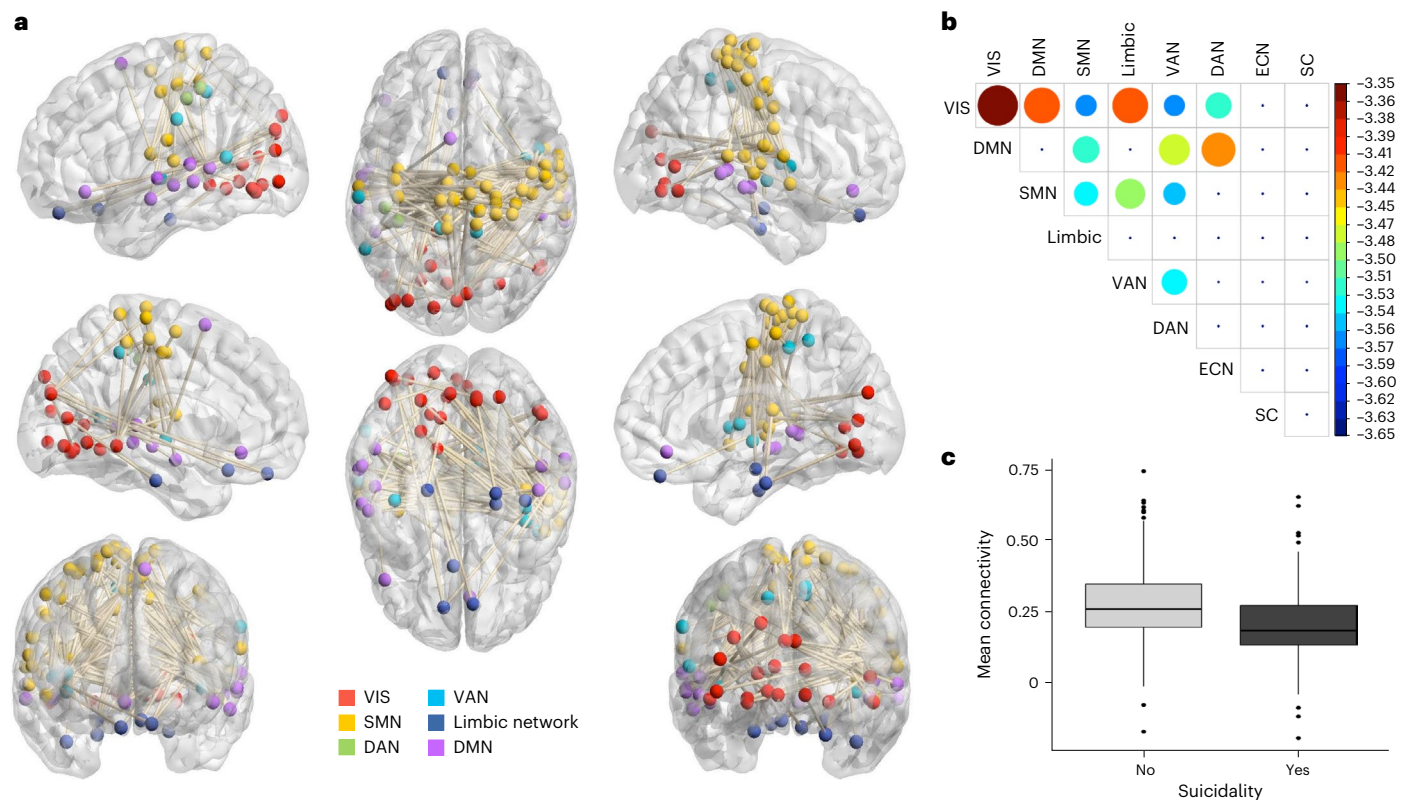 a
VIS
SMN
DAN
VAN
Limbic network
DMN
b
VIS
DMN
SMN
Limbic
VAN
DAN
ECN
SC
VIS
DMN
SMN
Limbic
VAN
DAN
ECN
SC
−3.35
−3.36
−3.38
−3.39
−3.41
−3.42
−3.44
−3.45
−3.47
−3.48
−3.50
−3.51
−3.53
−3.54
−3.56
−3.57
−3.59
−3.60
−3.62
−3.63
−3.65
c
Mean connectivity
0.75
0.50
0.25
0
No
Yes
Suicidality